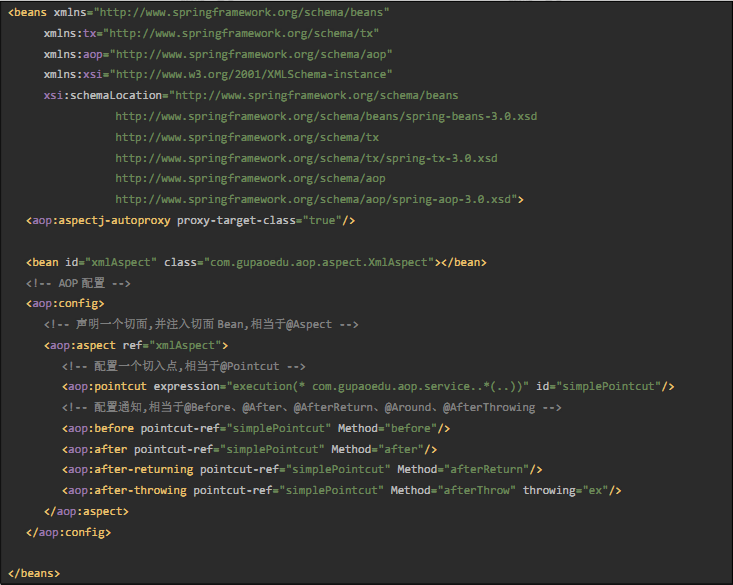 <beans xmlns="http://www.springframework.org/schema/beans"
xmlns:tx="http://www.springframework.org/schema/tx"
xmlns:aop="http://www.springframework.org/schema/aop"
xmlns:xsi="http://www.w3.org/2001/XMLSchema-instance"
xsi:schemaLocation="http://www.springframework.org/schema/beans
http://www.springframework.org/schema/beans/spring-beans-3.0.xsd
http://www.springframework.org/schema/tx
http://www.springframework.org/schema/tx/spring-tx-3.0.xsd
http://www.springframework.org/schema/aop
http://www.springframework.org/schema/aop/spring-aop-3.0.xsd">
<aop:aspectj-autoproxy proxy-target-class="true"/>
<bean id="xmlAspect" class="com.gupaoedu.aop.aspect.XmlAspect"></bean>
<!-- AOP 配置 -->
<aop:config>
<!-- 声明一个切面,并注入切面 Bean,相当于@Aspect -->
<aop:aspect ref="xmlAspect">
<!-- 配置一个切入点,相当于@Pointcut -->
<aop:pointcut expression="execution(* com.gupaoedu.aop.service..*(..))" id="simplePointcut"/>
<!-- 配置通知,相当于@Before、@After、@AfterReturn、@Around、@AfterThrowing -->
<aop:before pointcut-ref="simplePointcut" Method="before"/>
<aop:after pointcut-ref="simplePointcut" Method="after"/>
<aop:after-returning pointcut-ref="simplePointcut" Method="afterReturn"/>
<aop:after-throwing pointcut-ref="simplePointcut" Method="afterThrow" throwing="ex"/>
</aop:aspect>
</aop:config>
</beans>